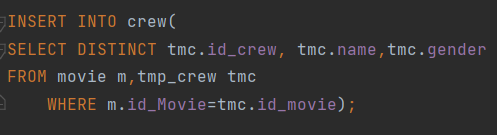 INSERT INTO crew(
SELECT DISTINCT tmc.id_crew, tmc.name,tmc.gender
FROM movie m,tmp_crew tmc
WHERE m.id_Movie=tmc.id_movie);